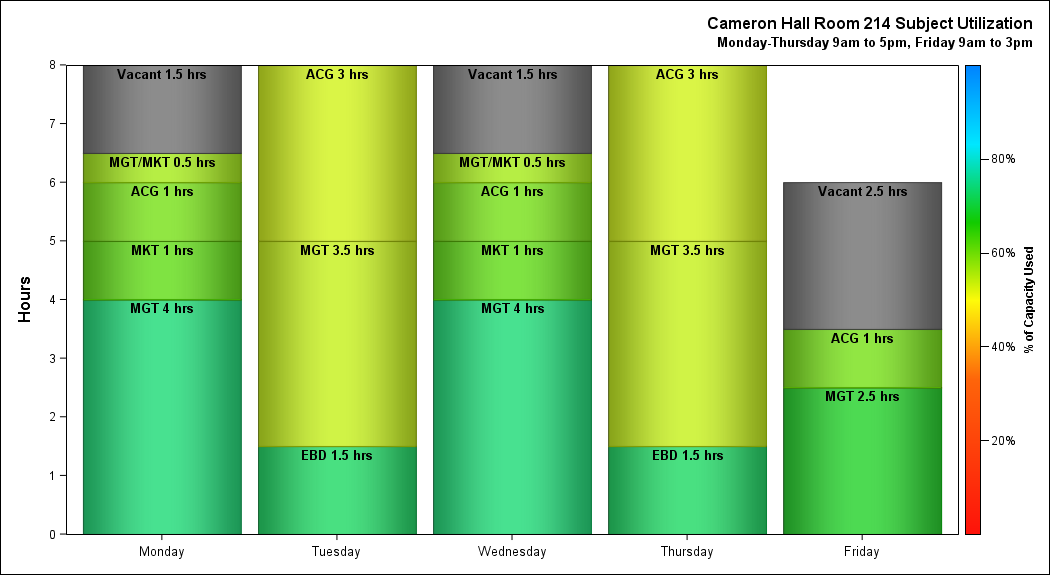 Cameron Hall Room 214 Subject Utilization
Monday-Thursday 9am to 5pm, Friday 9am to 3pm
Hours
8
7
6
5
4
3
2
1
0
Vacant 1.5 hrs
MGT/MKT 0.5 hrs
ACG 1 hrs
MKT 1 hrs
MGT 4 hrs
Monday
ACG 3 hrs
MGT 3.5 hrs
EBD 1.5 hrs
Tuesday
Vacant 1.5 hrs
MGT/MKT 0.5 hrs
ACG 1 hrs
MKT 1 hrs
MGT 4 hrs
Wednesday
ACG 3 hrs
MGT 3.5 hrs
EBD 1.5 hrs
Thursday
Vacant 2.5 hrs
ACG 1 hrs
MGT 2.5 hrs
Friday
80%
60%
40%
20%
% of Capacity Used